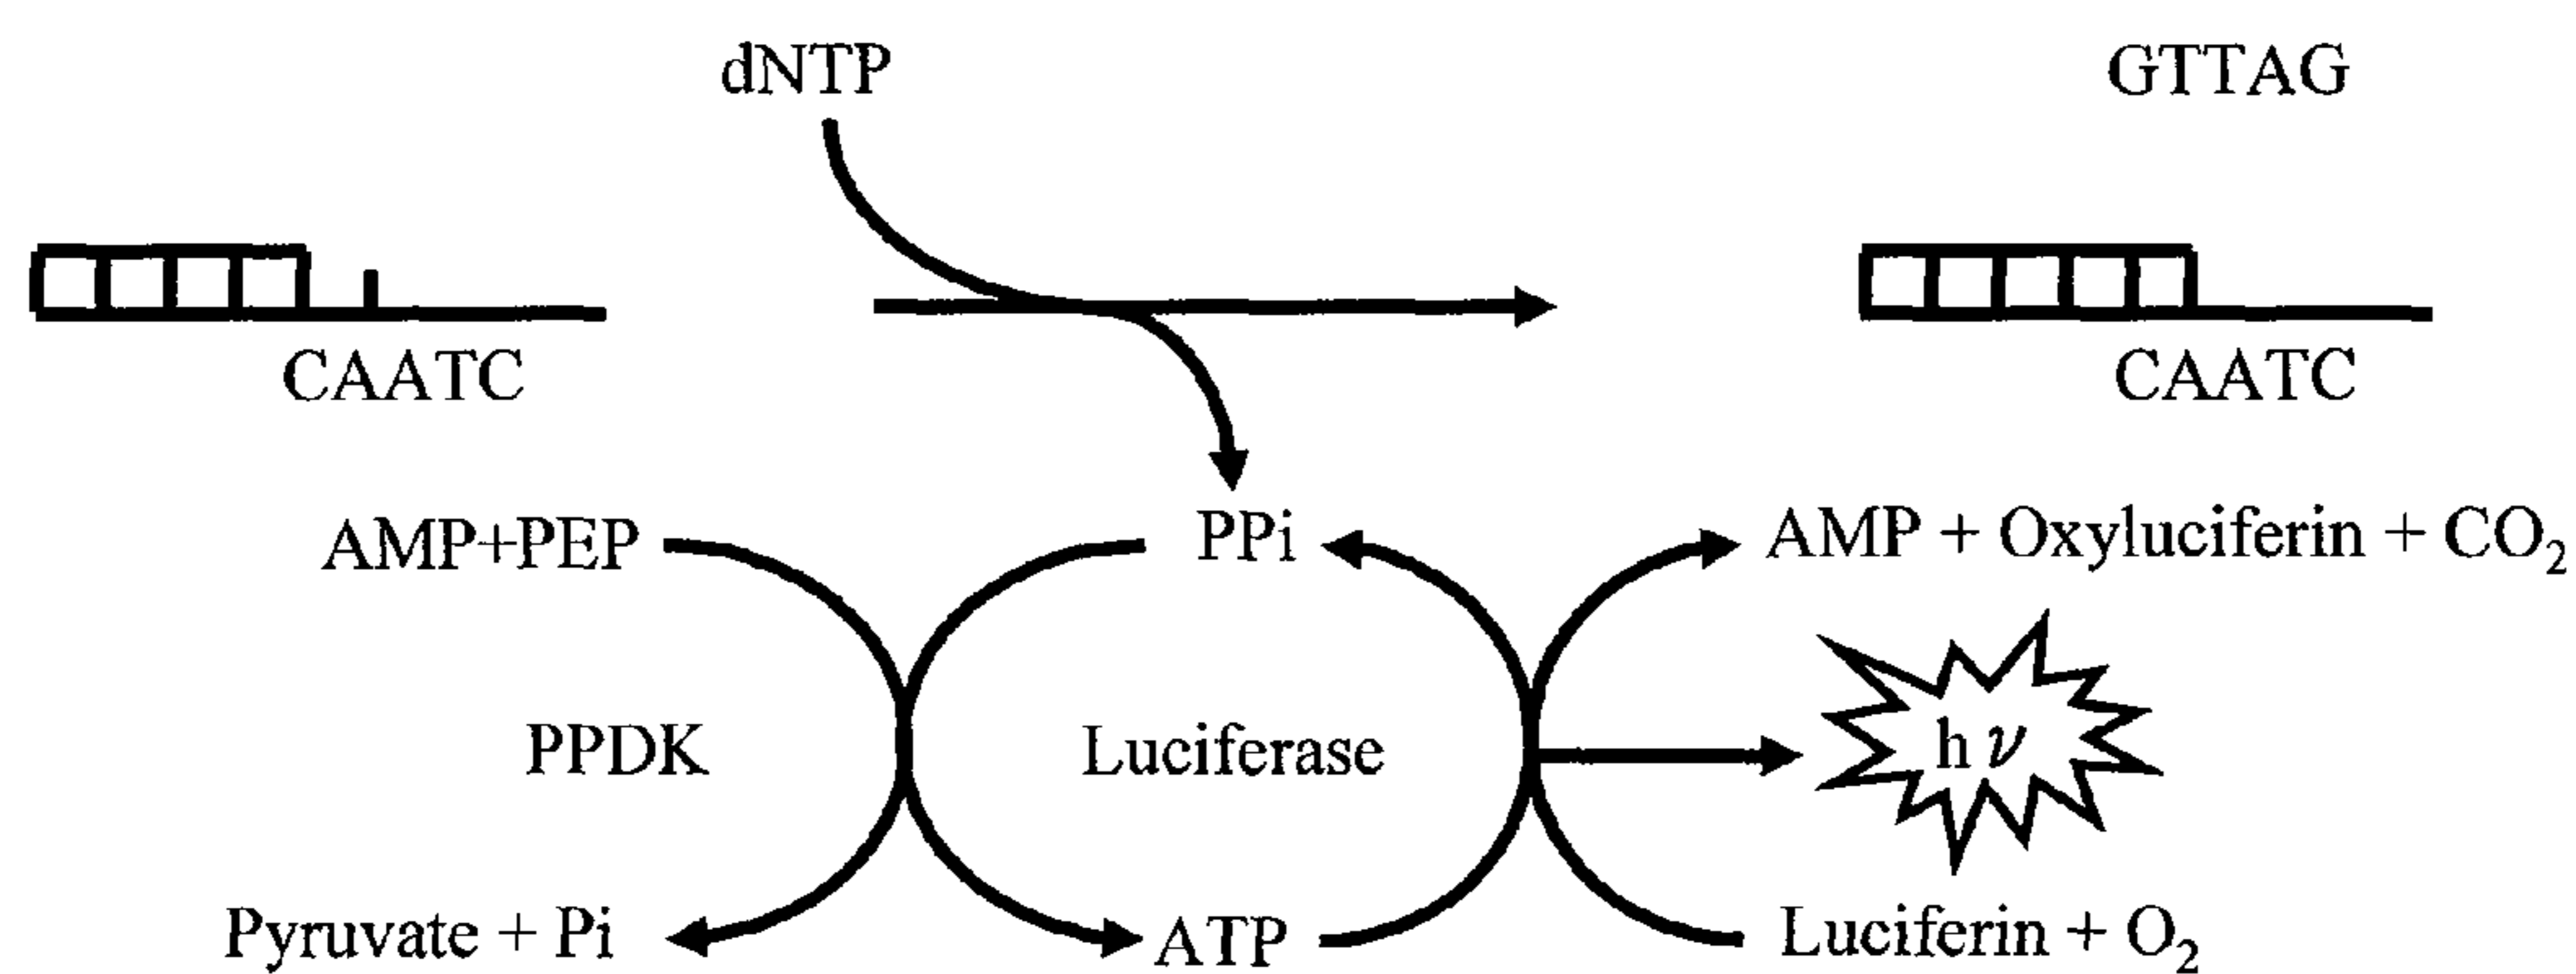 dNTP
GTTAG
CAATC
CAATC
AMP+PEP
PPi
AMP + Oxyluciferin + CO₂
PPDK
Luciferase
hν
Pyruvate + Pi
ATP
Luciferin + O₂